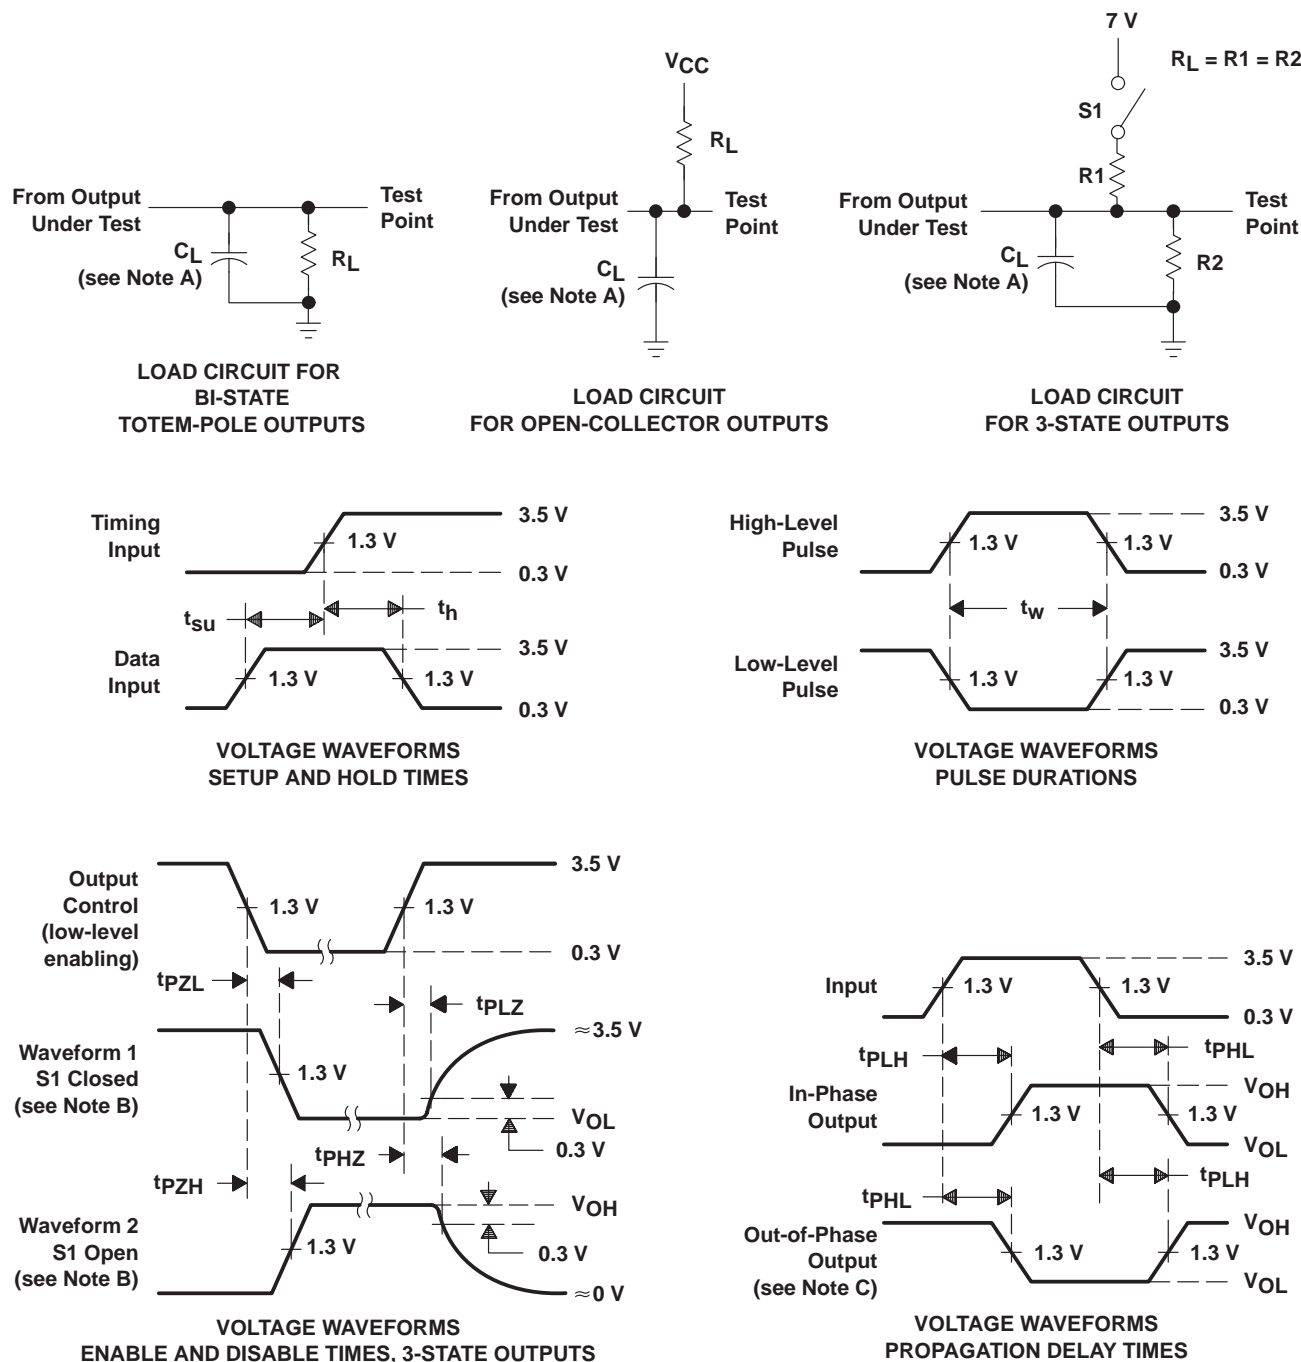 7 V
RL = R1 = R2
S1
R1
From Output
Under Test
Test
Point
CL
(see Note A)
R2
LOAD CIRCUIT
FOR 3-STATE OUTPUTS
VCC
RL
From Output
Under Test
Test
Point
CL
(see Note A)
LOAD CIRCUIT
FOR OPEN-COLLECTOR OUTPUTS
From Output
Under Test
Test
Point
CL
(see Note A)
RL
LOAD CIRCUIT FOR
BI-STATE
TOTEM-POLE OUTPUTS
Timing
Input
1.3 V
3.5 V
0.3 V
tsu
th
Data
Input
1.3 V
1.3 V
3.5 V
0.3 V
VOLTAGE WAVEFORMS
SETUP AND HOLD TIMES
High-Level
Pulse
1.3 V
1.3 V
3.5 V
0.3 V
tw
Low-Level
Pulse
1.3 V
1.3 V
3.5 V
0.3 V
VOLTAGE WAVEFORMS
PULSE DURATIONS
Output
Control
(low-level
enabling)
1.3 V
1.3 V
3.5 V
0.3 V
tPZL
tPLZ
Waveform 1
S1 Closed
(see Note B)
1.3 V
≈3.5 V
VOL
0.3 V
tPHZ
tPZH
Waveform 2
S1 Open
(see Note B)
1.3 V
VOH
0.3 V
≈0 V
VOLTAGE WAVEFORMS
ENABLE AND DISABLE TIMES, 3-STATE OUTPUTS
Input
1.3 V
1.3 V
3.5 V
0.3 V
tPLH
tPHL
In-Phase
Output
1.3 V
1.3 V
VOH
VOL
tPHL
tPLH
Out-of-Phase
Output
(see Note C)
1.3 V
1.3 V
VOH
VOL
VOLTAGE WAVEFORMS
PROPAGATION DELAY TIMES